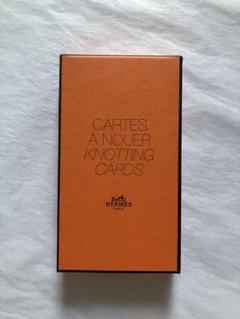 CARTES
À NOUER
KNOTTING
CARDS
HERMÈS
PARIS